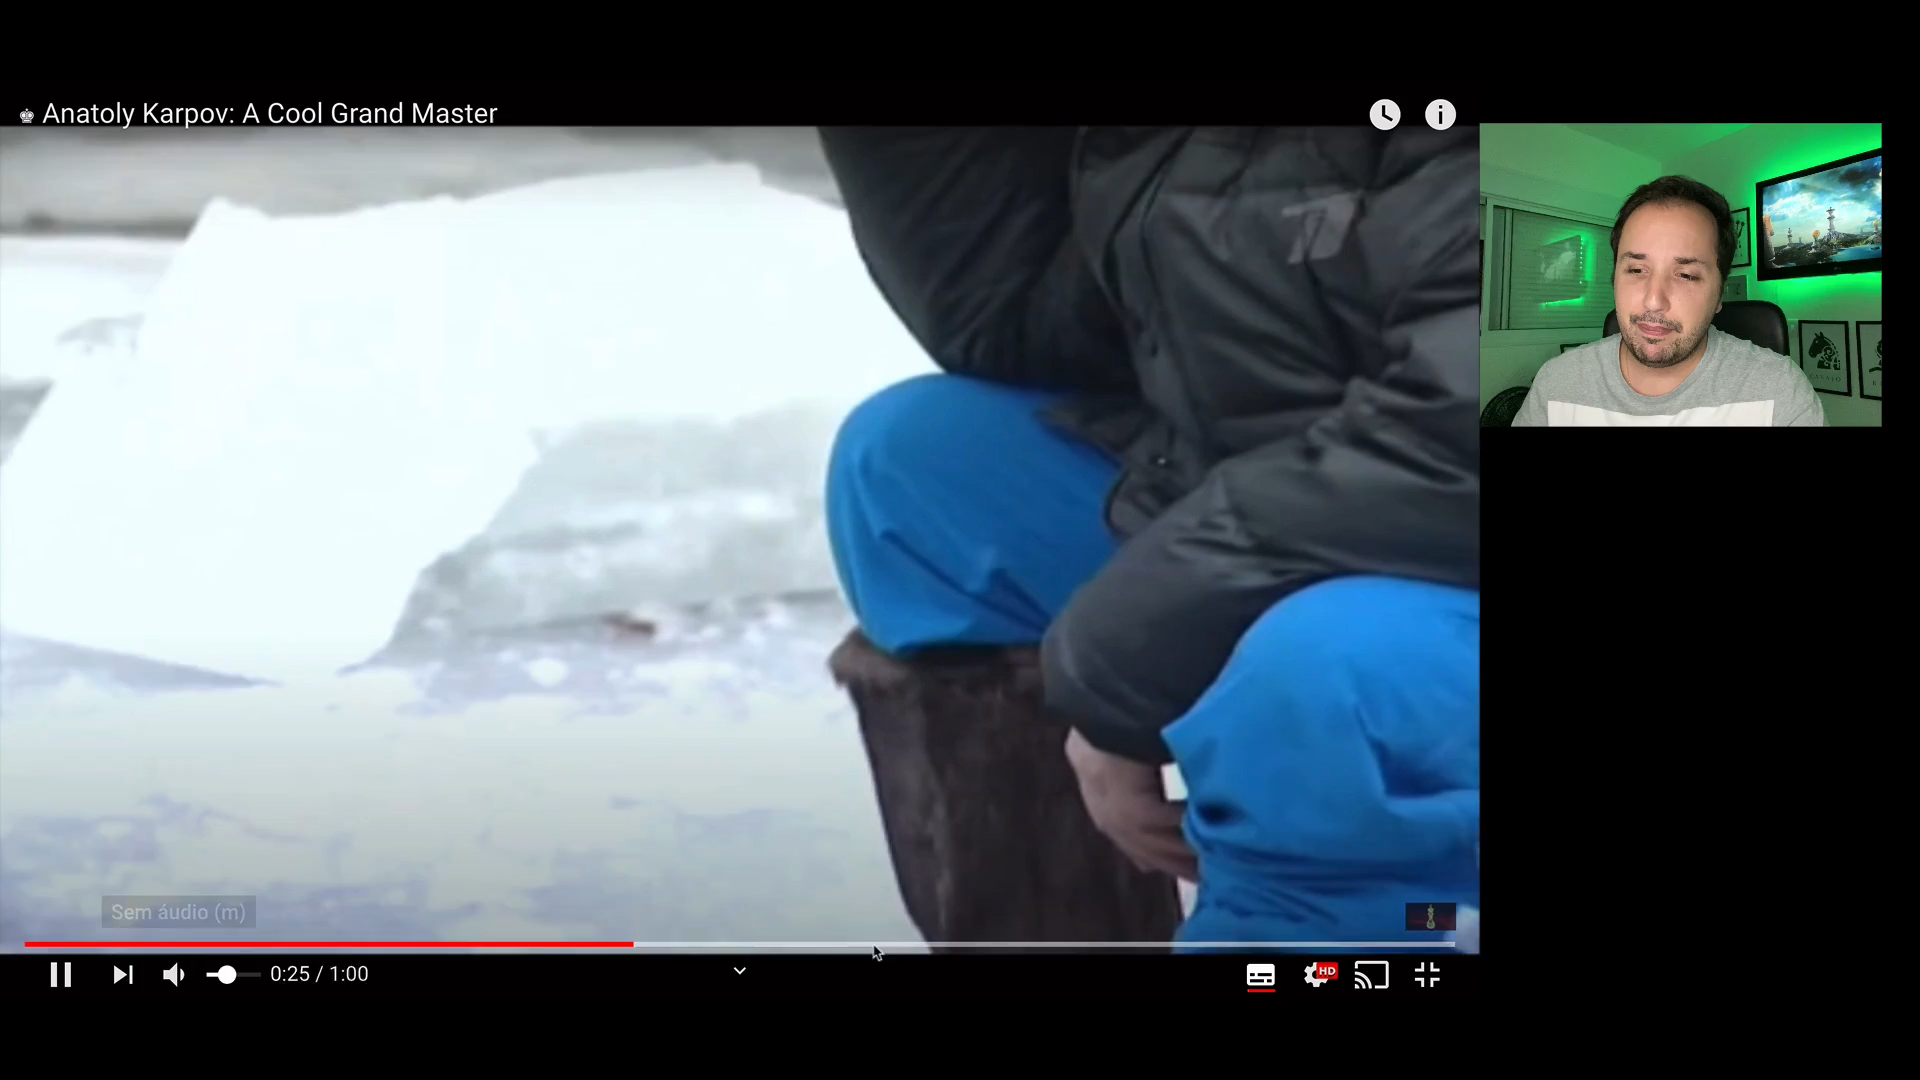 ♚ Anatoly Karpov: A Cool Grand Master
Sem áudio (m)
0:25 / 1:00
HD